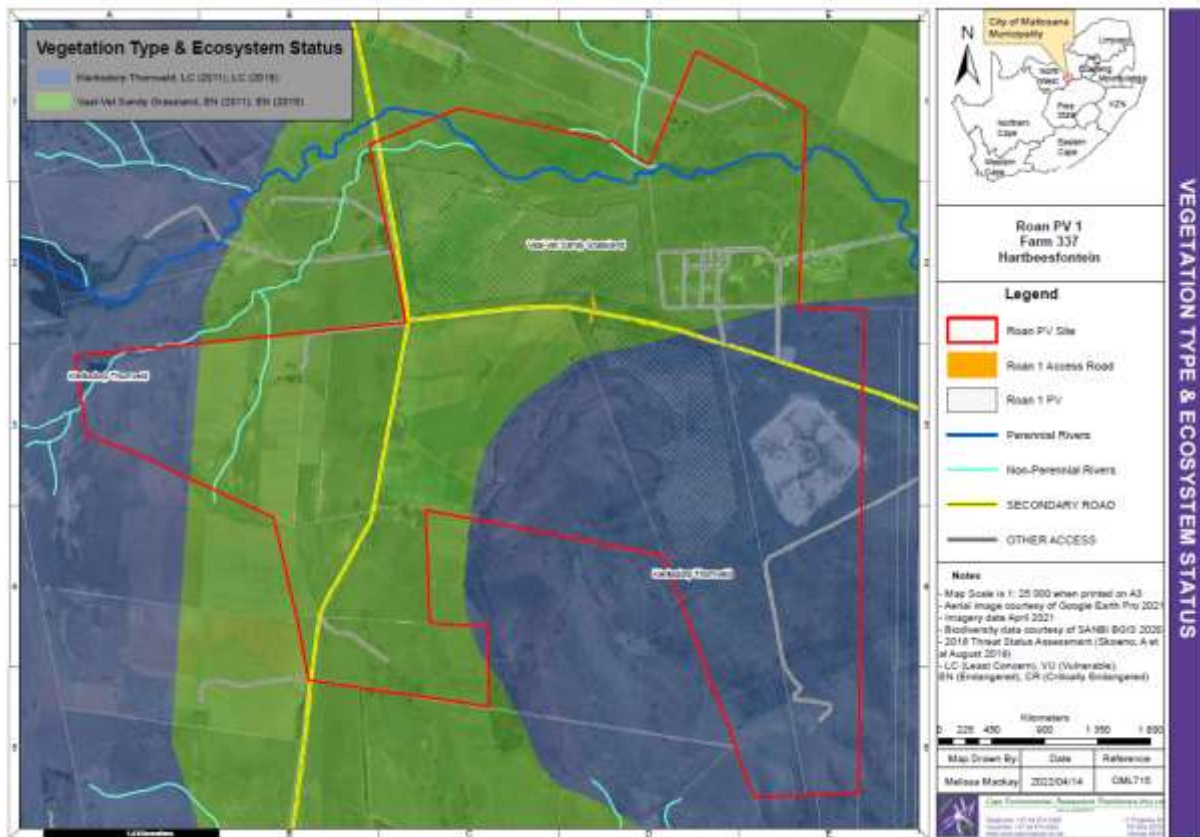 A B C D E
Vegetation Type & Ecosystem Status
Klerksdorp Thornveld, LC (2011), LC (2018)
Vaal-Vet Sandy Grassland, EN (2011), EN (2018)
1
2
3
4
5
Vaal-Vet Sandy Grassland
Klerksdorp Thornveld
Klerksdorp Thornveld
City of Matlosana
Municipality
N
Limpopo
North
West
Gauteng
Mpumalanga
Free
State
KZN
Northern
Cape
Eastern
Cape
Western
Cape
Roan PV 1
Farm 337
Hartbeesfontein
Legend
Roan PV Site
Roan 1 Access Road
Roan 1 PV
Perennial Rivers
Non-Perennial Rivers
SECONDARY ROAD
OTHER ACCESS
Notes
- Map Scale is 1: 25 000 when printed on A3
- Aerial image courtesy of Google Earth Pro 2021
- Imagery date April 2021
- Biodiversity data courtesy of SANBI BGIS 2020
- 2018 Threat Status Assessment (Skowno, A et
al August 2018)
- LC (Least Concern), VU (Vulnerable)
EN (Endangered), CR (Critically Endangered)
Kilometers
0 225 450 900 1 350 1 800
Map Drawn By: Date Reference
Melissa Mackay 2022/04/14
VEGETATION TYPE & ECOSYSTEM STATUS